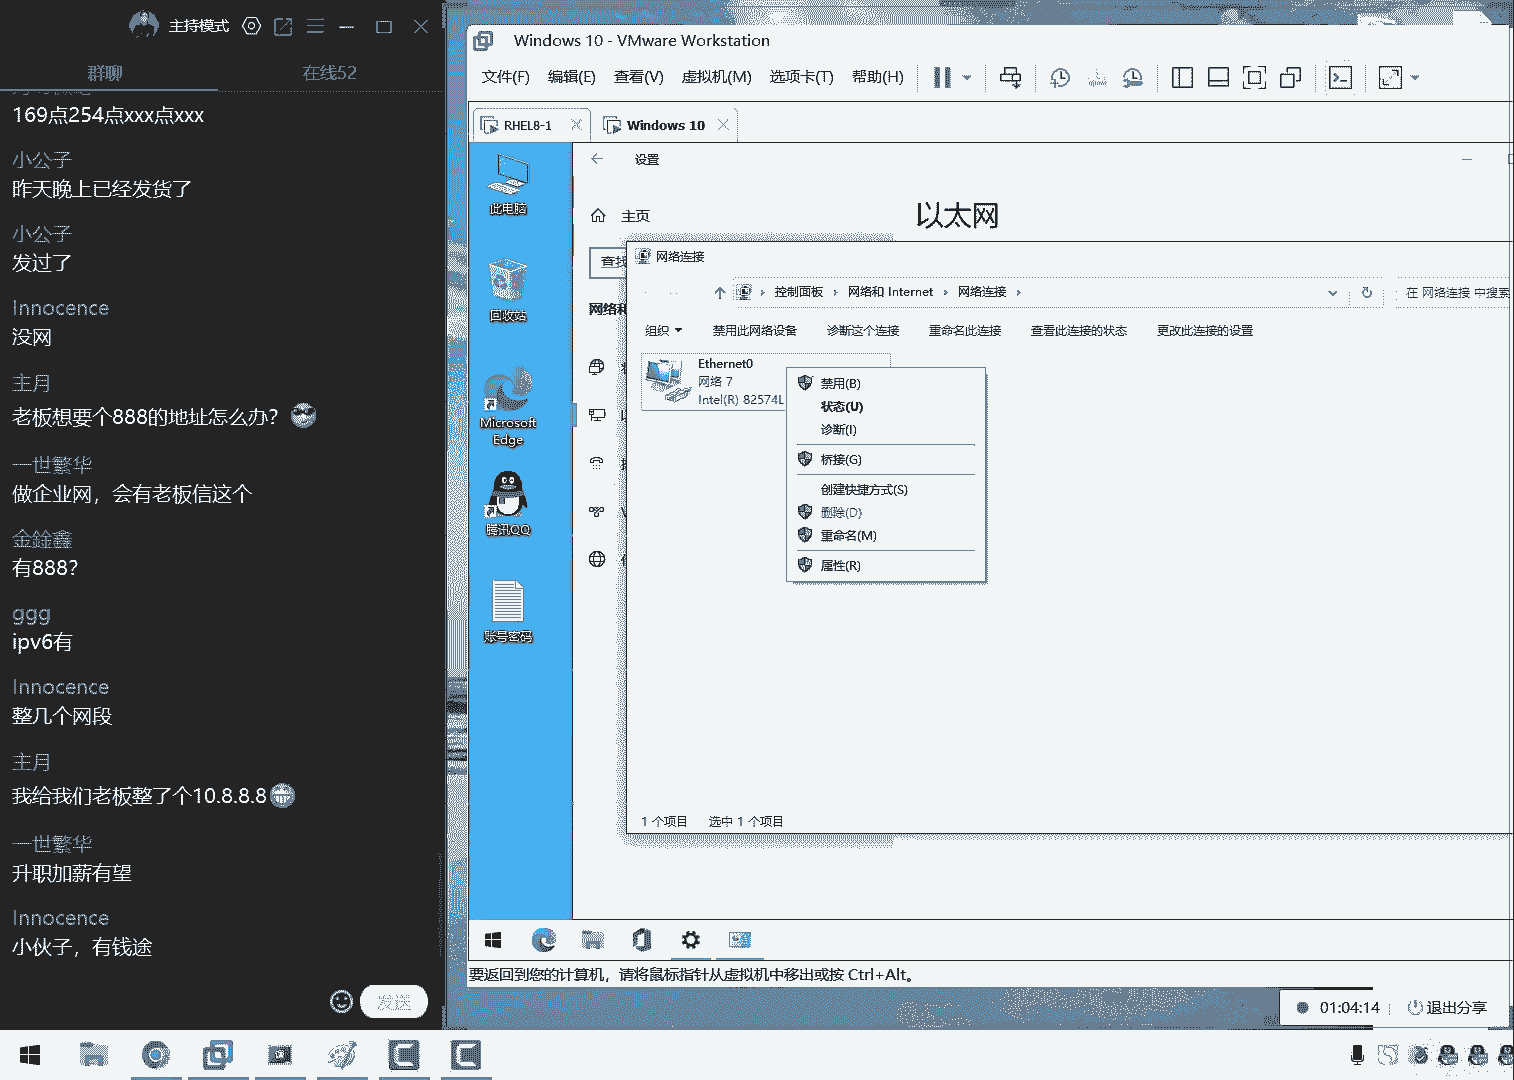 主持模式
群聊
在线52
169点254点xxx点xxx
小公子
昨天晚上已经发货了
小公子
发过了
Innocence
没网
主月
老板想要个888的地址怎么办?
一世繁华
做企业网，会有老板信这个
金鍂鑫
有888?
ggg
ipv6有
Innocence
整几个网段
主月
我给我们老板整了个10.8.8.8
一世繁华
升职加薪有望
Innocence
小伙子，有钱途
发送
Windows 10 - VMware Workstation
文件(F) 编辑(E) 查看(V) 虚拟机(M) 选项卡(T) 帮助(H)
RHEL8-1
Windows 10
此电脑
回收站
Microsoft
Edge
腾讯QQ
账号密码
设置
主页
以太网
查找
网络和
网络连接
控制面板 网络和 Internet 网络连接
在 网络连接 中搜索
组织 禁用此网络设备 诊断这个连接 重命名此连接 查看此连接的状态 更改此连接的设置
Ethernet0
网络 7
Intel(R) 82574L
禁用(B)
状态(U)
诊断(I)
桥接(G)
创建快捷方式(S)
删除(D)
重命名(M)
属性(R)
1 个项目 选中 1 个项目
要返回到您的计算机，请将鼠标指针从虚拟机中移出或按 Ctrl+Alt。
01:04:14
退出分享